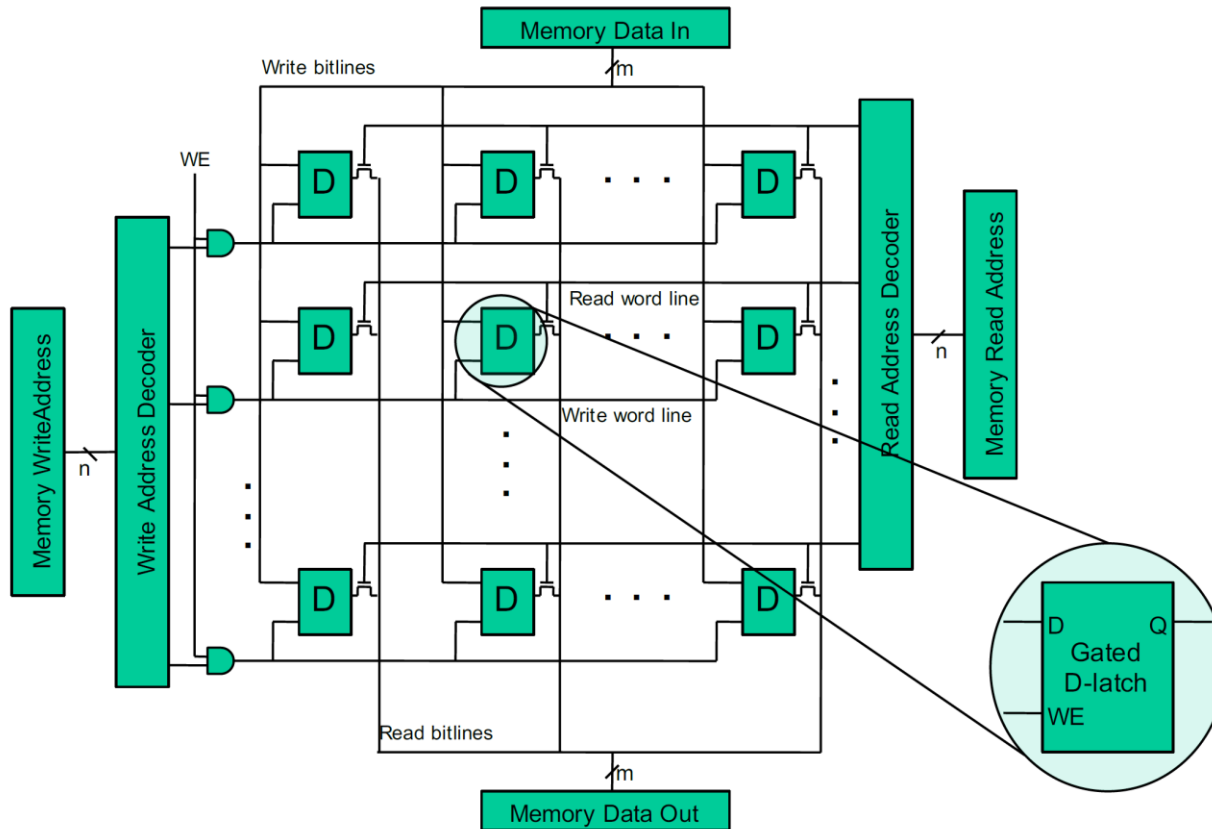 Memory Data In
m
Write bitlines
WE
D
D
D
. . .
Read word line
D
D
D
. . .
Write word line
Memory WriteAddress
n
Write Address Decoder
Read Address Decoder
n
Memory Read Address
D
D
D
. . .
D
Q
Gated
D-latch
WE
Read bitlines
m
Memory Data Out